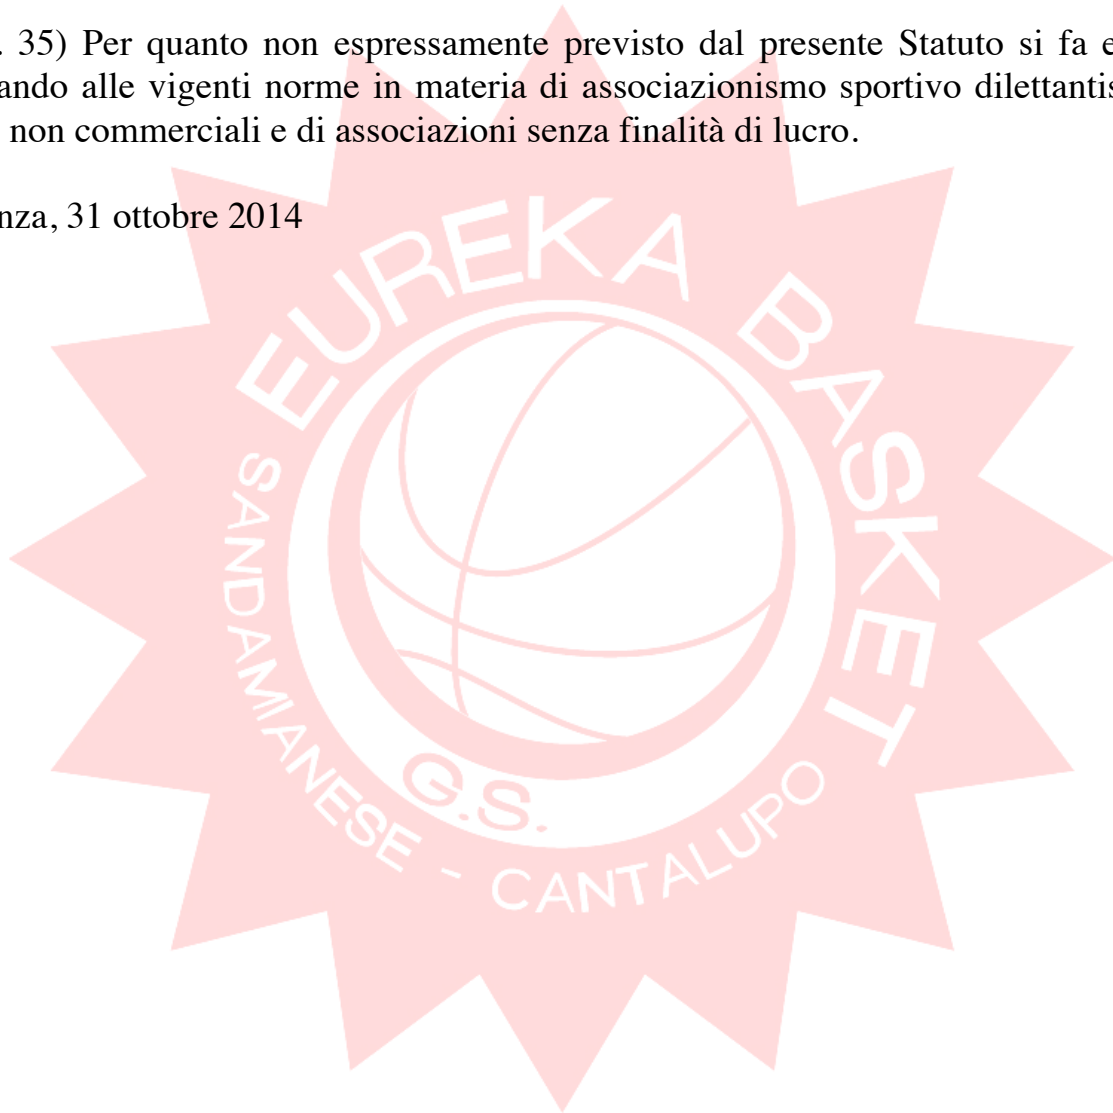 . 35) Per quanto non espressamente previsto dal presente Statuto si fa e
ando alle vigenti norme in materia di associazionismo sportivo dilettantis
non commerciali e di associazioni senza finalità di lucro.
nza, 31 ottobre 2014
EUREKA BASKET
G.S.
SANDAMIANESE - CANTALUPO